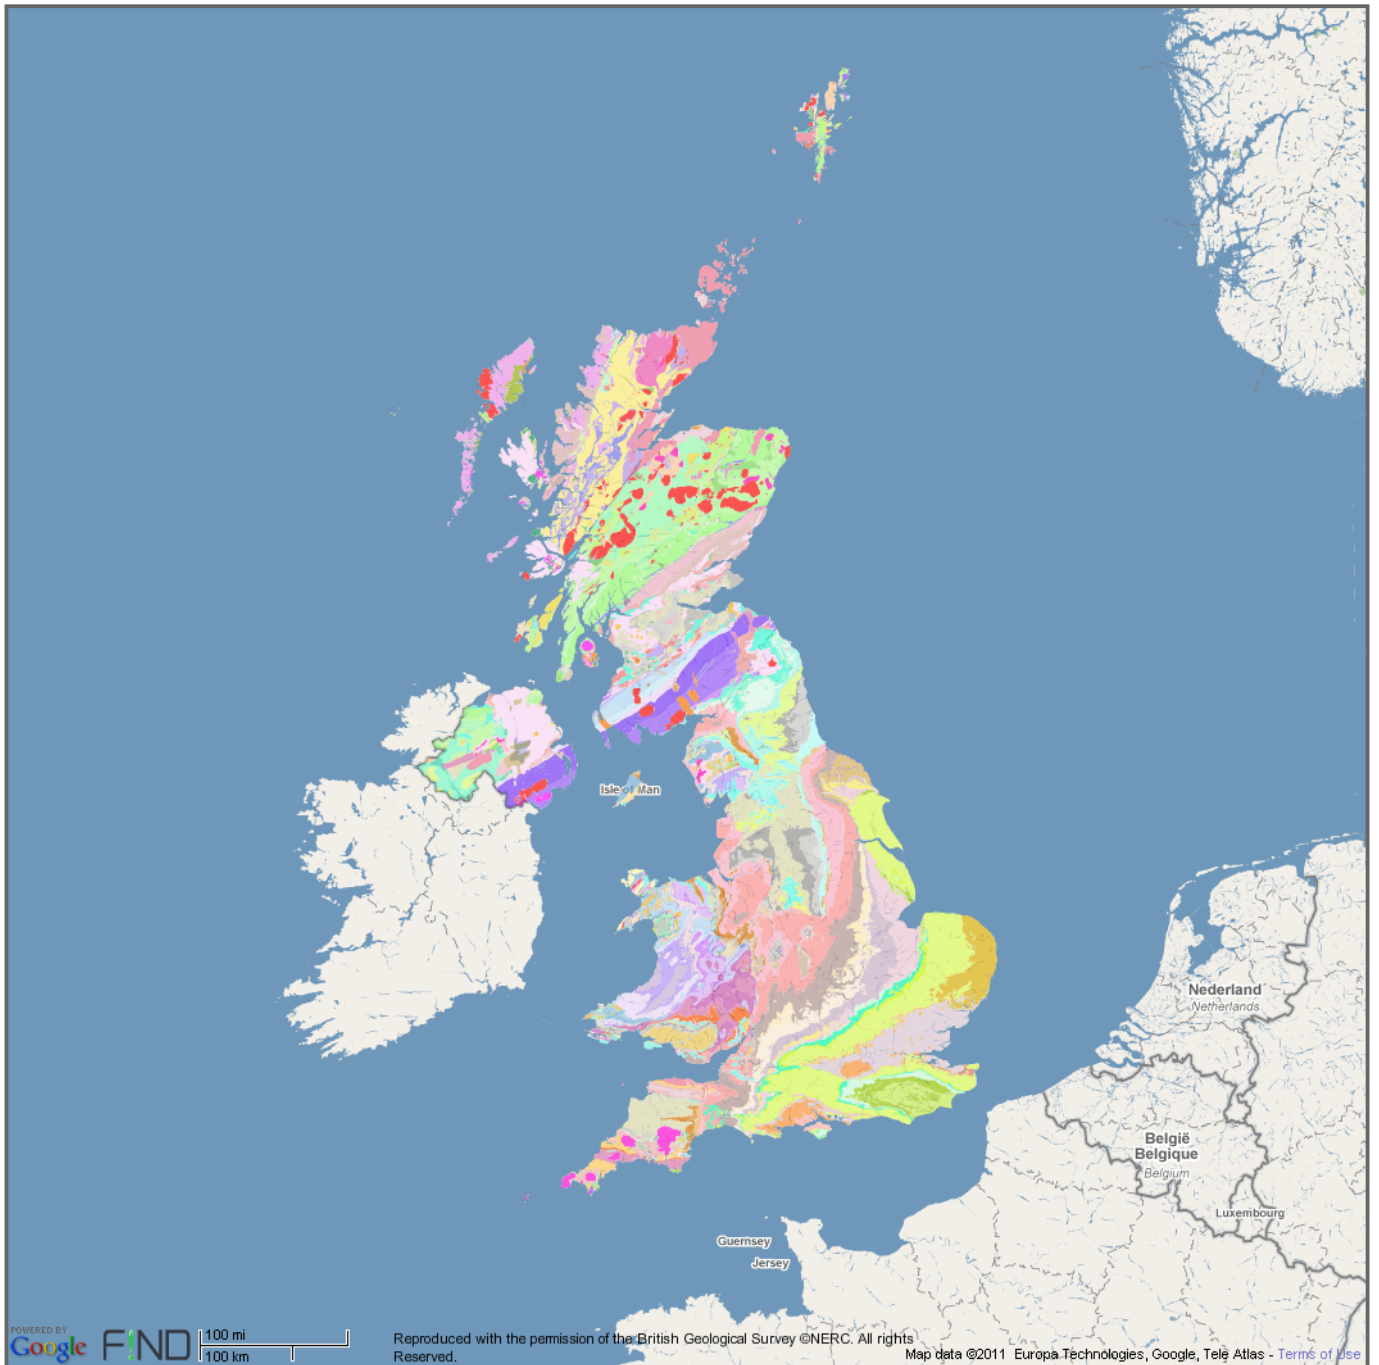 Isle of Man
Nederland
Netherlands
België
Belgique
Belgium
Luxembourg
Guernsey
Jersey
POWERED BY
Google
FIND
100 mi
100 km
Reproduced with the permission of the British Geological Survey ©NERC. All rights
Reserved.
Map data ©2011 Europa Technologies, Google, Tele Atlas - Terms of Use